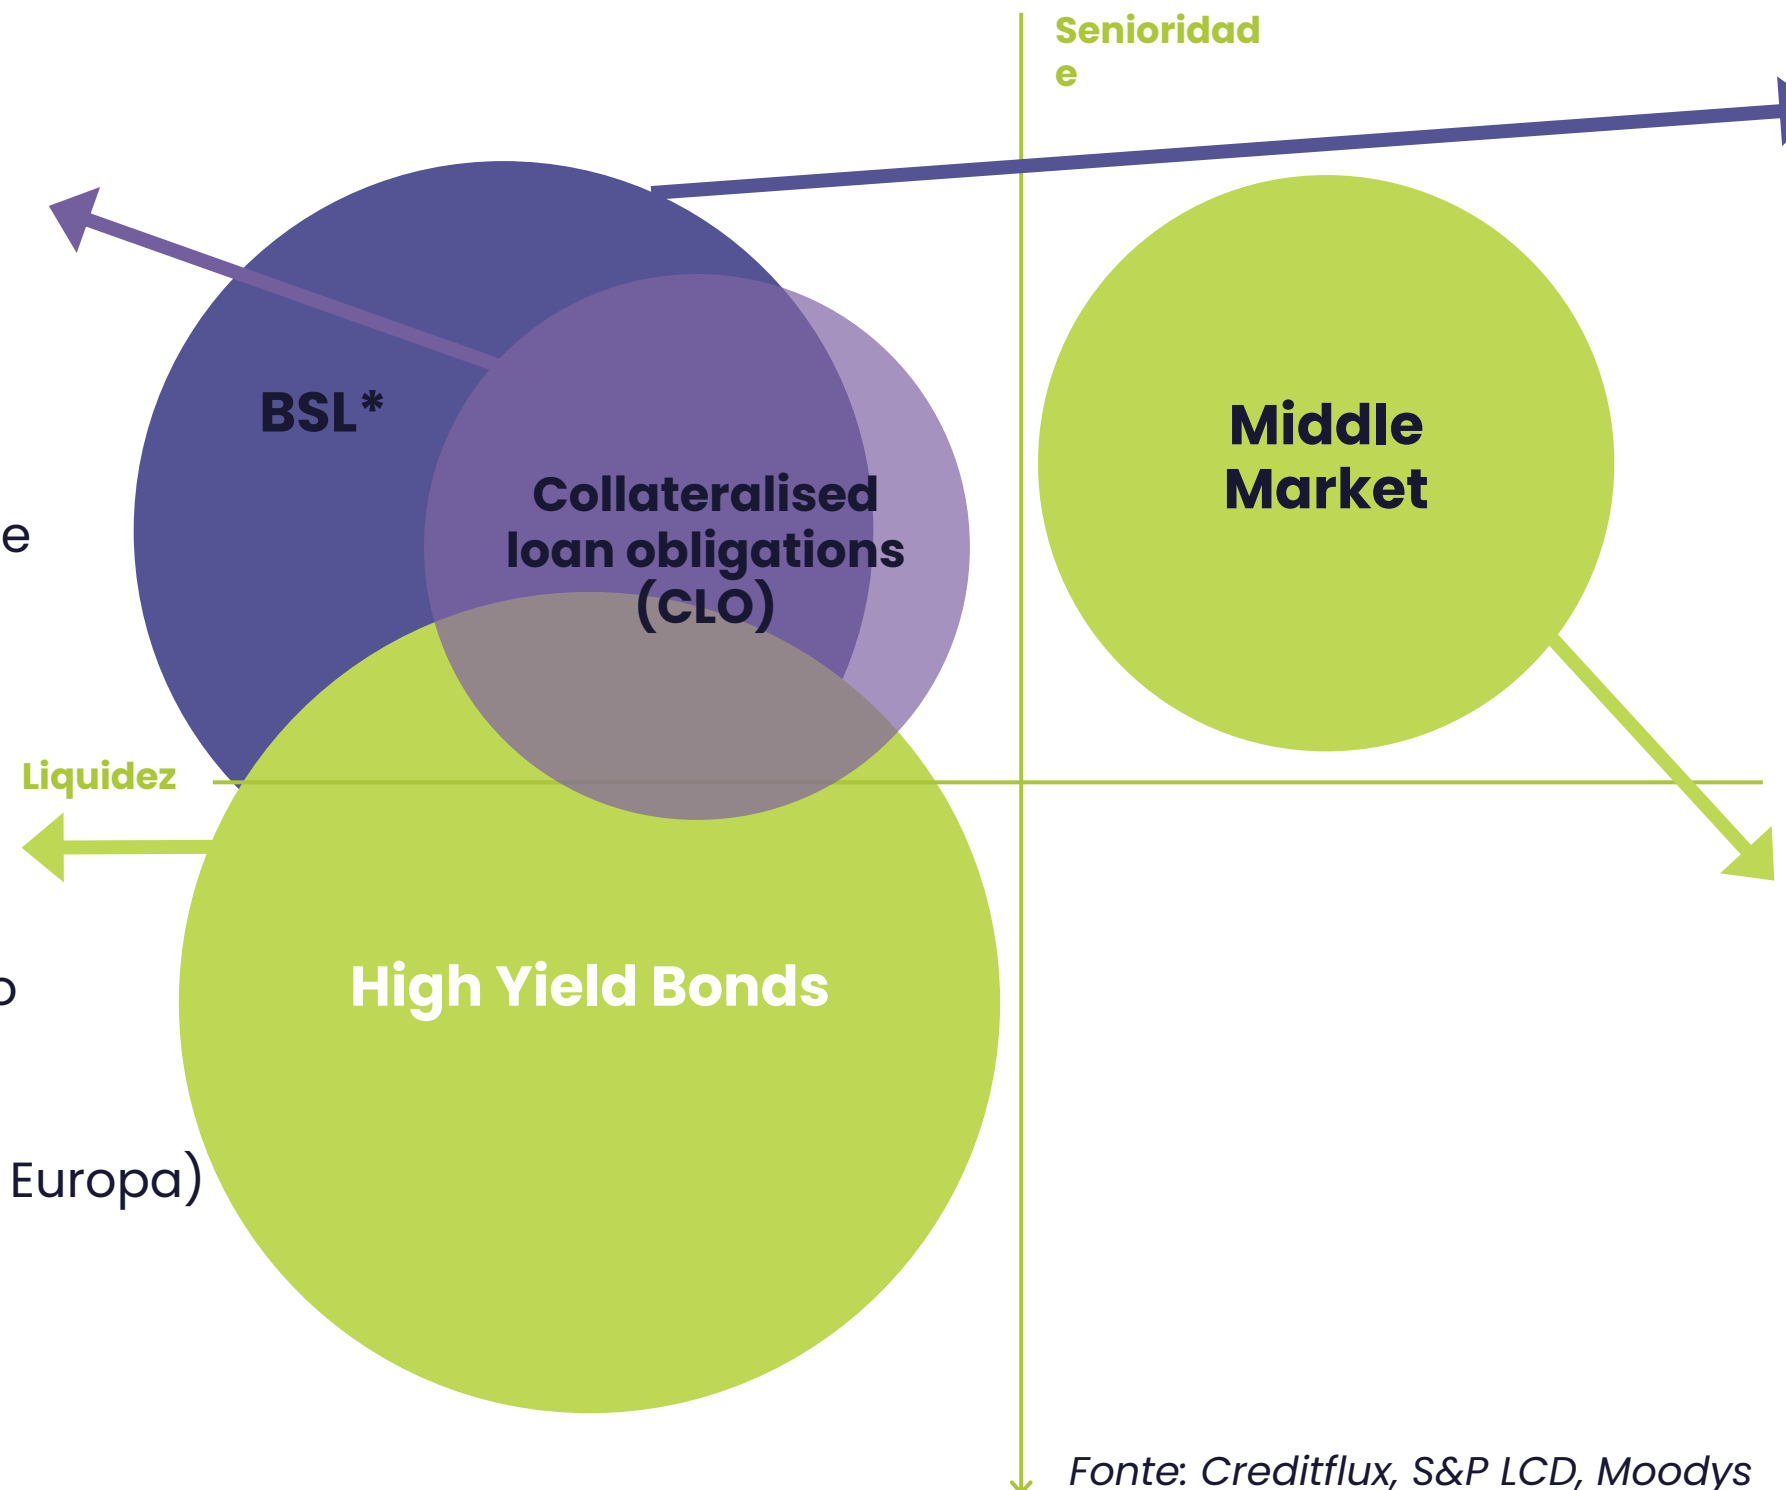 Senioridad
e
BSL*
Middle
Market
Collateralised
loan obligations
(CLO)
e
Liquidez
High Yield Bonds
o
Europa)
Fonte: Creditflux, S&P LCD, Moodys